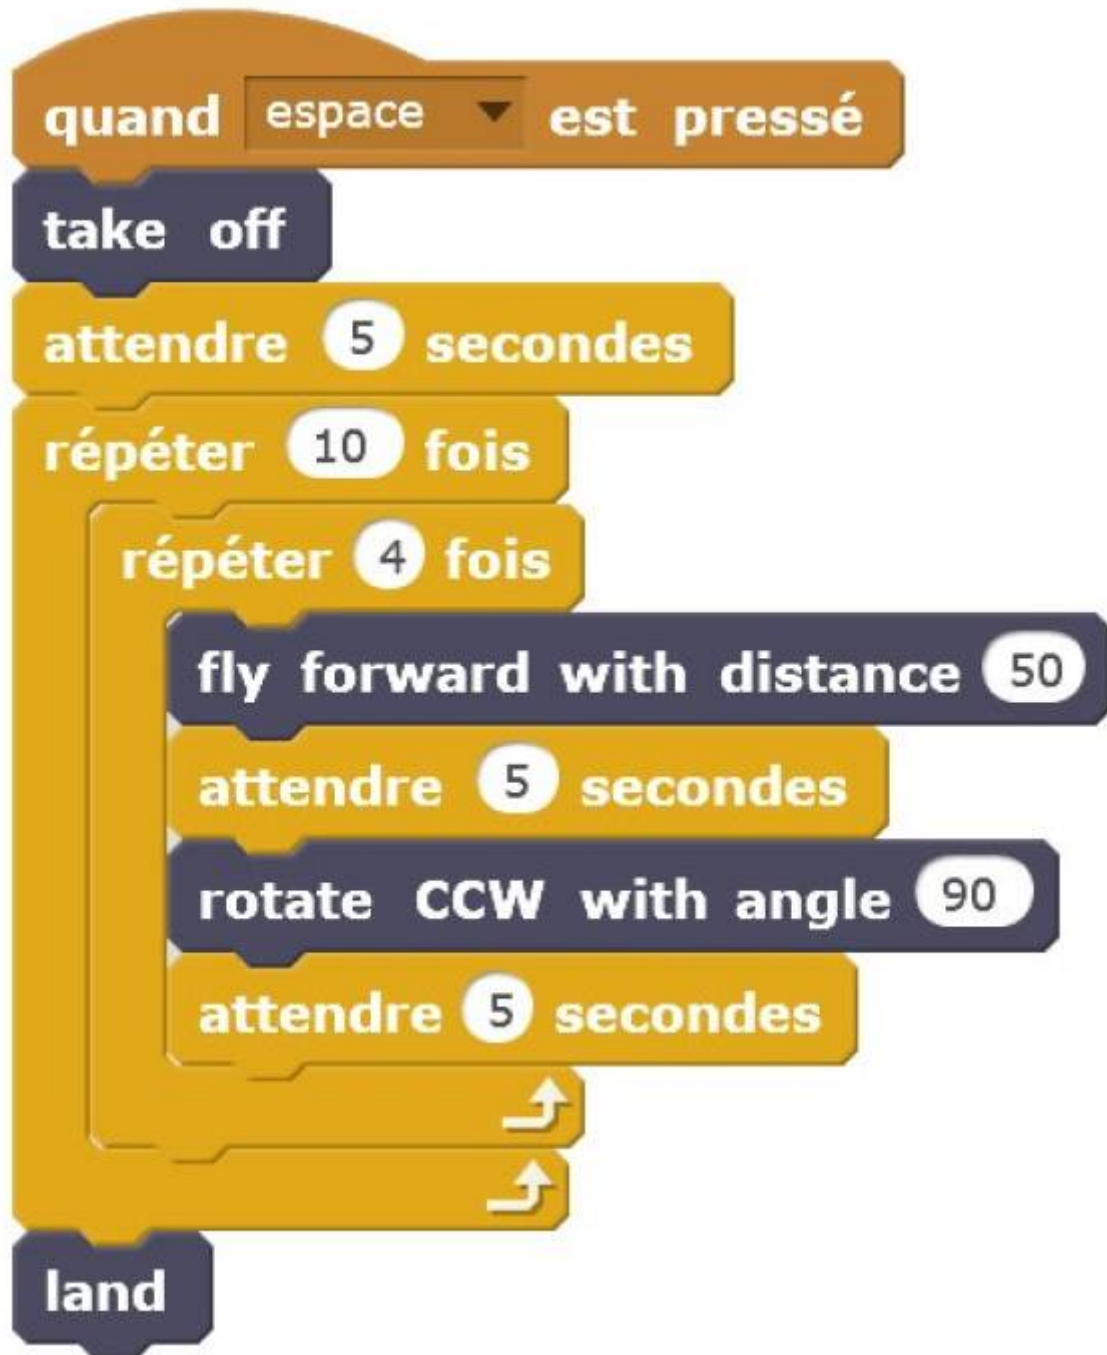 quand espace est pressé
take off
attendre 5 secondes
répéter 10 fois
répéter 4 fois
fly forward with distance 50
attendre 5 secondes
rotate CCW with angle 90
attendre 5 secondes
land